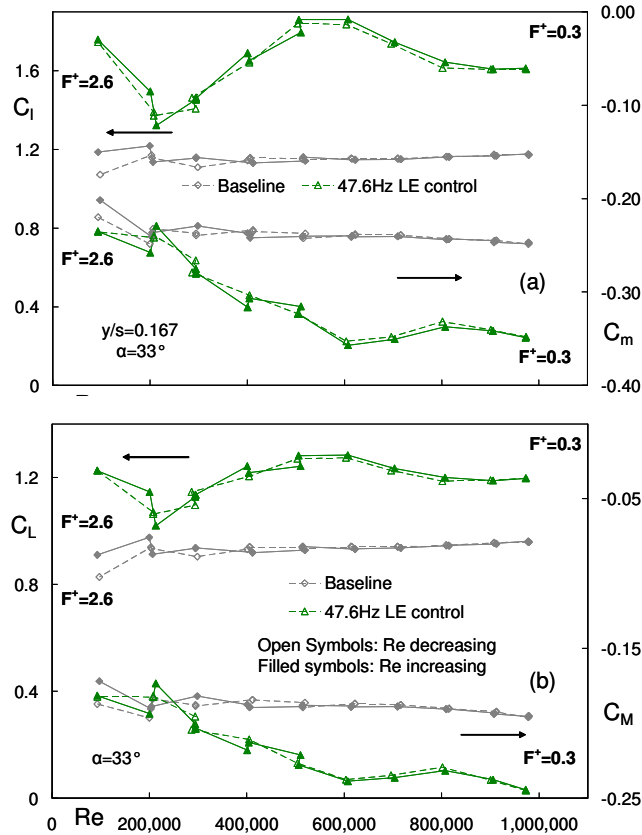 0.00
F⁺=0.3
1.6
F⁺=2.6
Cₗ
-0.10
1.2
Baseline
47.6Hz LE control
-0.20
0.8
F⁺=2.6
(a)
-0.30
0.4
y/s=0.167
Cₘ
α=33°
F⁺=0.3
0
-0.40
F⁺=0.3
1.2
-0.05
C_L
F⁺=2.6
0.8
F⁺=2.6
Baseline
47.6Hz LE control
Open Symbols: Re decreasing
Filled symbols: Re increasing
-0.15
(b)
0.4
C_M
α=33°
F⁺=0.3
0
-0.25
Re
200,000
400,000
600,000
800,000
1,000,000